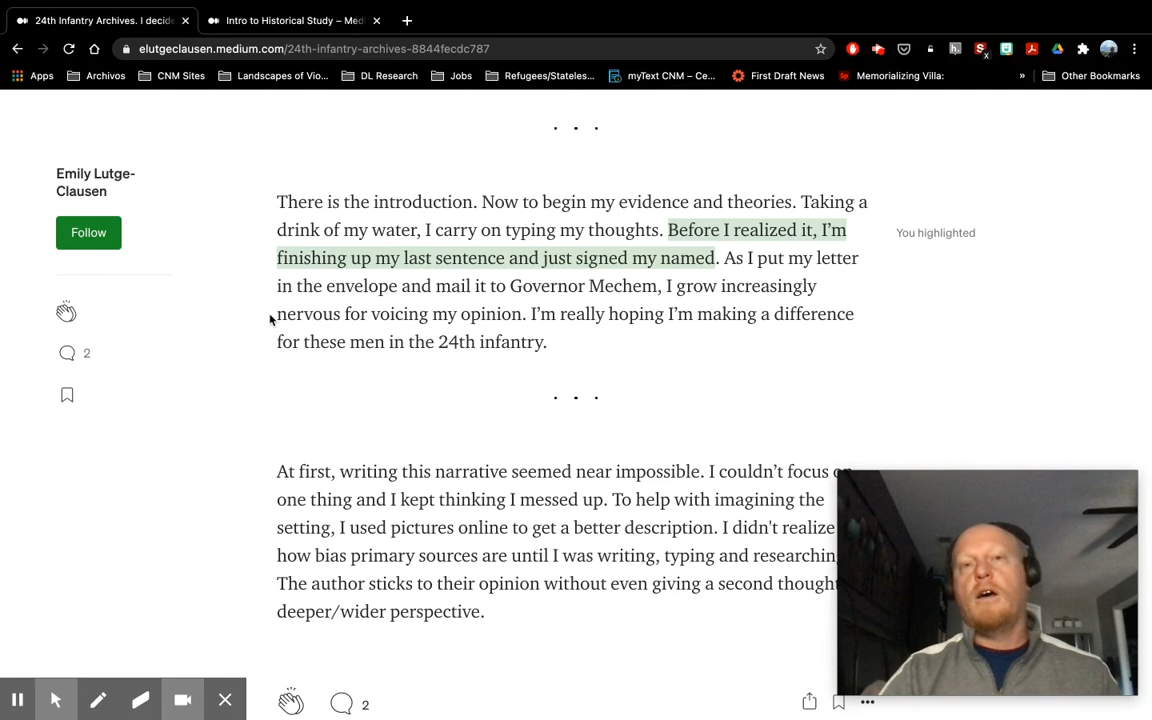 24th Infantry Archives. I decide
Intro to Historical Study – Medi
elutgeclausen.medium.com/24th-infantry-archives-8844fecdc787
Apps Archivos CNM Sites Landscapes of Vio... DL Research Jobs Refugees/Stateles... myText CNM – Ce... First Draft News Memorializing Villa: » Other Bookmarks
Emily Lutge-
Clausen
Follow
2
There is the introduction. Now to begin my evidence and theories. Taking a
drink of my water, I carry on typing my thoughts. Before I realized it, I'm
finishing up my last sentence and just signed my named. As I put my letter
in the envelope and mail it to Governor Mechem, I grow increasingly
nervous for voicing my opinion. I'm really hoping I'm making a difference
for these men in the 24th infantry.
You highlighted
At first, writing this narrative seemed near impossible. I couldn't focus on
one thing and I kept thinking I messed up. To help with imagining the
setting, I used pictures online to get a better description. I didn't realize
how bias primary sources are until I was writing, typing and researching
The author sticks to their opinion without even giving a second thought
deeper/wider perspective.
2